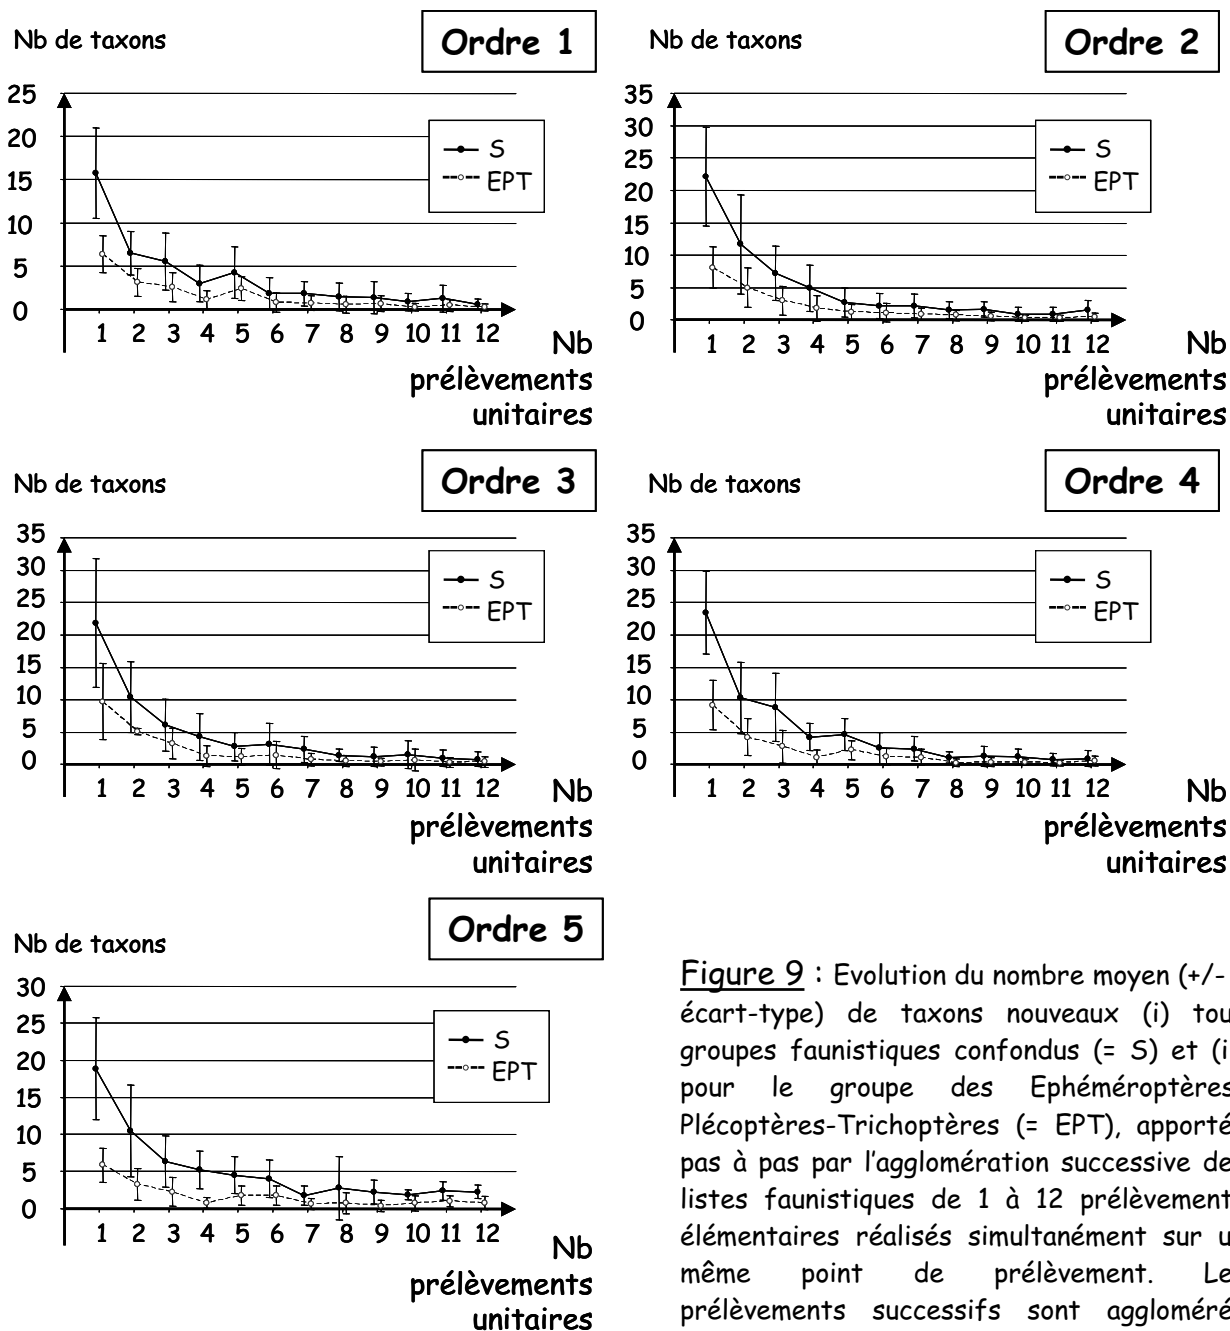 Nb de taxons
Ordre 1
25
20
15
10
5
0
S
EPT
1 2 3 4 5 6 7 8 9 10 11 12
Nb
prélèvements
unitaires
Nb de taxons
Ordre 2
35
30
25
20
15
10
5
0
S
EPT
1 2 3 4 5 6 7 8 9 10 11 12
Nb
prélèvements
unitaires
Nb de taxons
Ordre 3
35
30
25
20
15
10
5
0
S
EPT
1 2 3 4 5 6 7 8 9 10 11 12
Nb
prélèvements
unitaires
Nb de taxons
Ordre 4
35
30
25
20
15
10
5
0
S
EPT
1 2 3 4 5 6 7 8 9 10 11 12
Nb
prélèvements
unitaires
Nb de taxons
Ordre 5
30
25
20
15
10
5
0
S
EPT
1 2 3 4 5 6 7 8 9 10 11 12
Nb
prélèvements
unitaires
Figure 9 : Evolution du nombre moyen (+/-
écart-type) de taxons nouveaux (i) tou
groupes faunistiques confondus (= S) et (i
pour le groupe des Ephéméroptères
Plécoptères-Trichoptères (= EPT), apporté
pas à pas par l'agglomération successive de
listes faunistiques de 1 à 12 prélèvement
élémentaires réalisés simultanément sur u
même point de prélèvement. Le
prélèvements successifs sont aggloméré